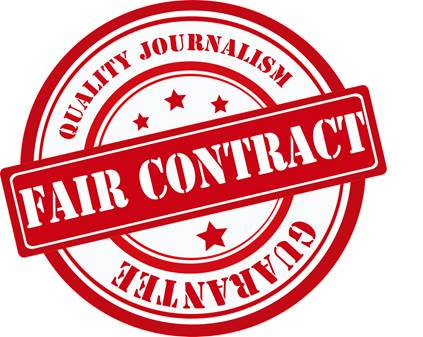 QUALITY JOURNALISM
FAIR CONTRACT
GUARANTEE